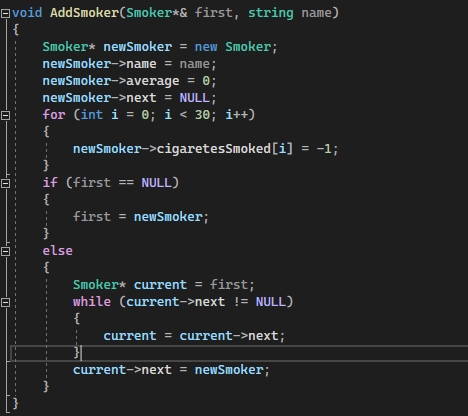 void AddSmoker(Smoker*& first, string name)
{
    Smoker* newSmoker = new Smoker;
    newSmoker->name = name;
    newSmoker->average = 0;
    newSmoker->next = NULL;
    for (int i = 0; i < 30; i++)
    {
        newSmoker->cigaretesSmoked[i] = -1;
    }
    if (first == NULL)
    {
        first = newSmoker;
    }
    else
    {
        Smoker* current = first;
        while (current->next != NULL)
        {
            current = current->next;
        }
        current->next = newSmoker;
    }
}